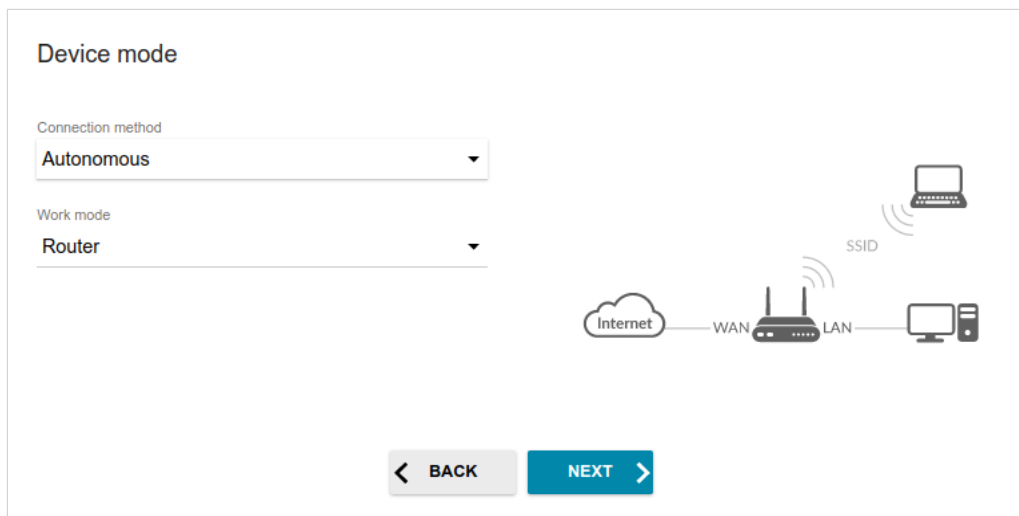 Device mode
Connection method
Autonomous
Work mode
Router
SSID
Internet
WAN
LAN
BACK
NEXT